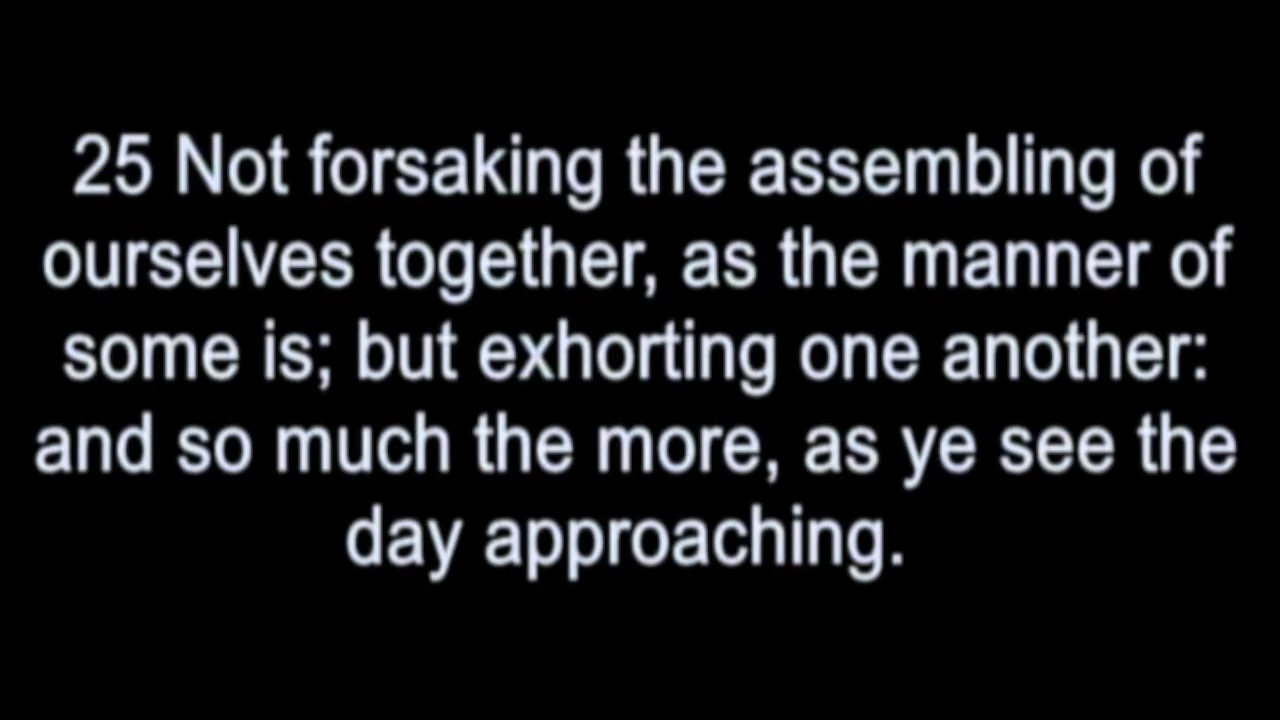 25 Not forsaking the assembling of
ourselves together, as the manner of
some is; but exhorting one another:
and so much the more, as ye see the
day approaching.